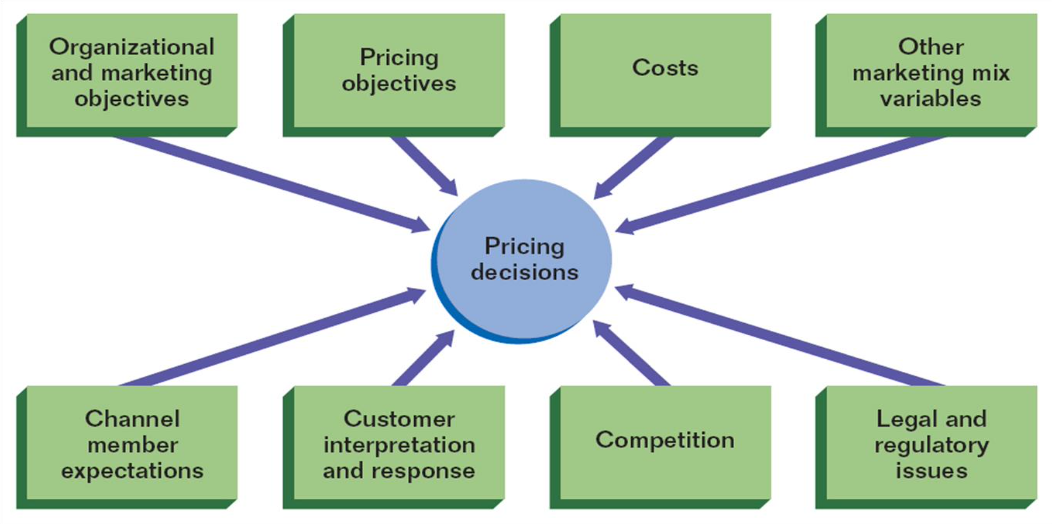 Organizational
and marketing
objectives
Pricing
objectives
Costs
Other
marketing mix
variables
Pricing
decisions
Channel
member
expectations
Customer
interpretation
and response
Competition
Legal and
regulatory
issues